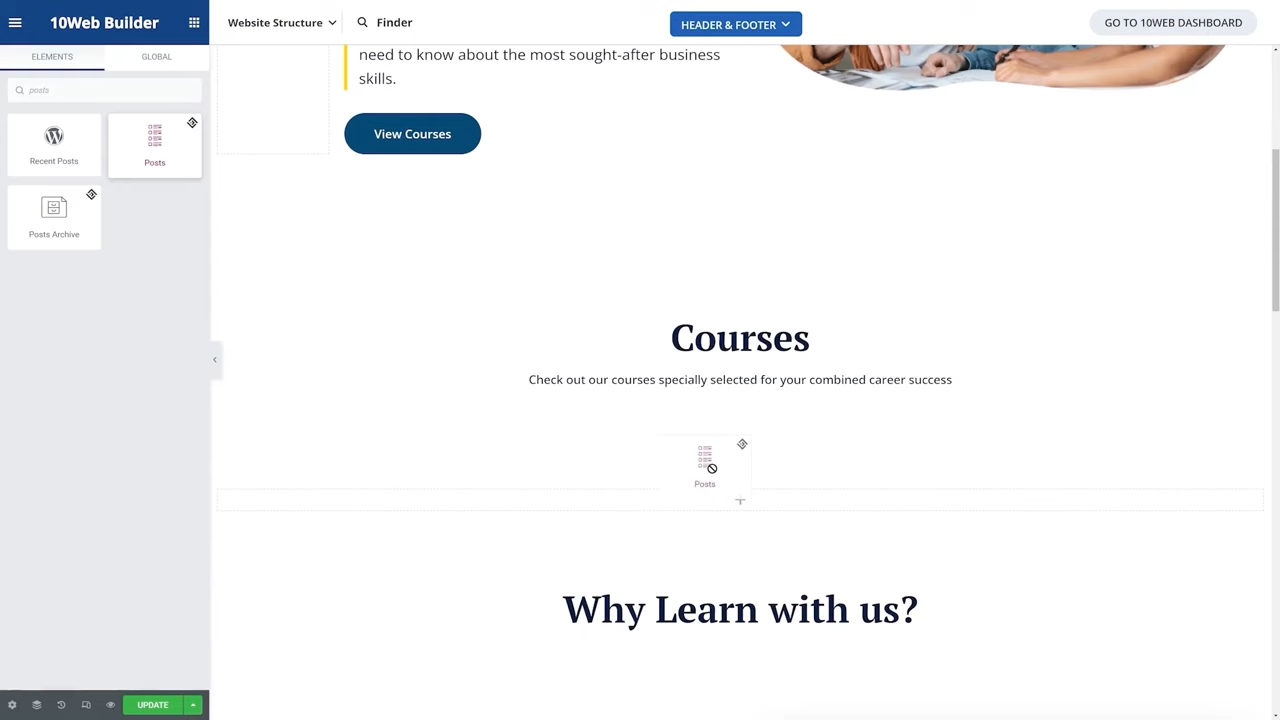 10Web Builder
Website Structure
Finder
HEADER & FOOTER
GO TO 10WEB DASHBOARD
ELEMENTS
GLOBAL
posts
Recent Posts
Posts
Posts Archive
need to know about the most sought-after business
skills.
View Courses
Courses
Check out our courses specially selected for your combined career success
Posts
Why Learn with us?
UPDATE